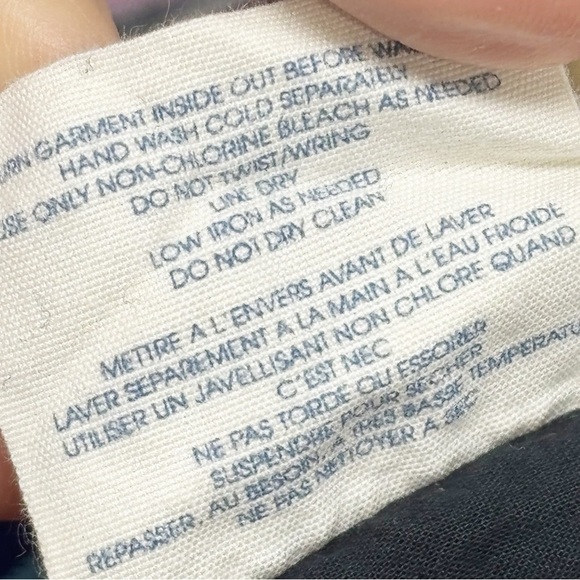 URN GARMENT INSIDE OUT BEFORE WA
HAND WASH COLD SEPARATELY
USE ONLY NON-CHLORINE BLEACH AS NEEDED
DO NOT TWIST/WRING
LINE DRY
LOW IRON AS NEEDED
DO NOT DRY CLEAN
METTRE A L'ENVERS AVANT DE LAVER
LAVER SEPAREMENT A LA MAIN A L'EAU FROIDE
UTILISER UN JAVELLISANT NON CHLORE QUAND
C'EST NEC
NE PAS TORDE OU ESSORER
SUSPENDRE POUR SECHER
REPASSER, AU BESOIN, A TRES BASSE TEMPERATU
NE PAS NETTOYER A SEC